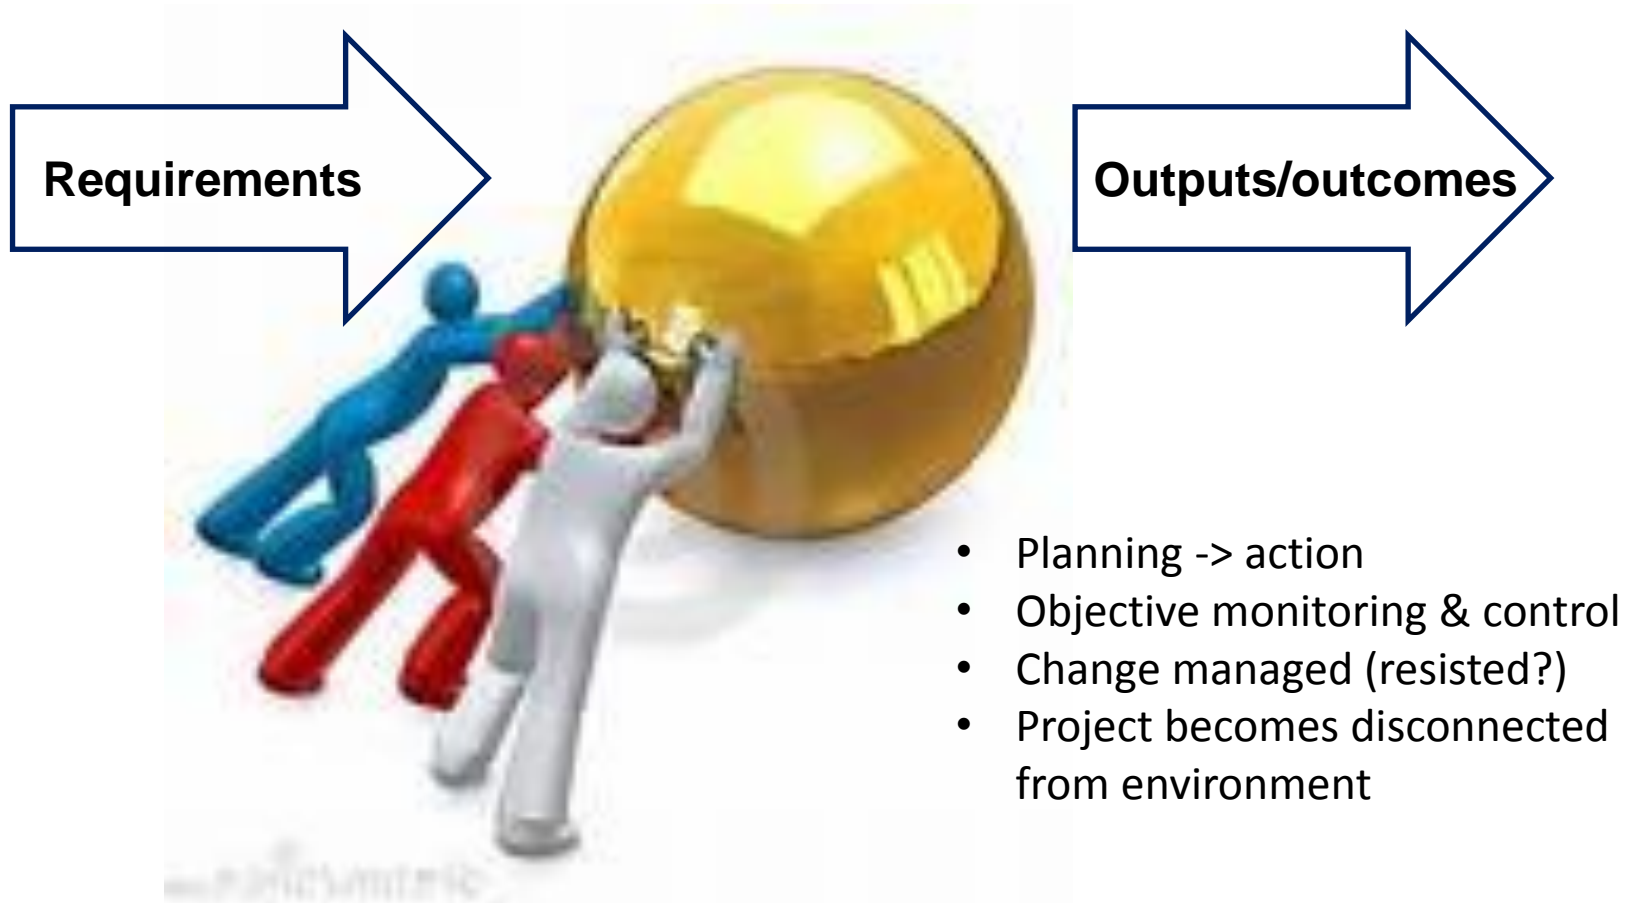 Requirements
Outputs/outcomes
• Planning -> action
• Objective monitoring & control
• Change managed (resisted?)
• Project becomes disconnected
from environment